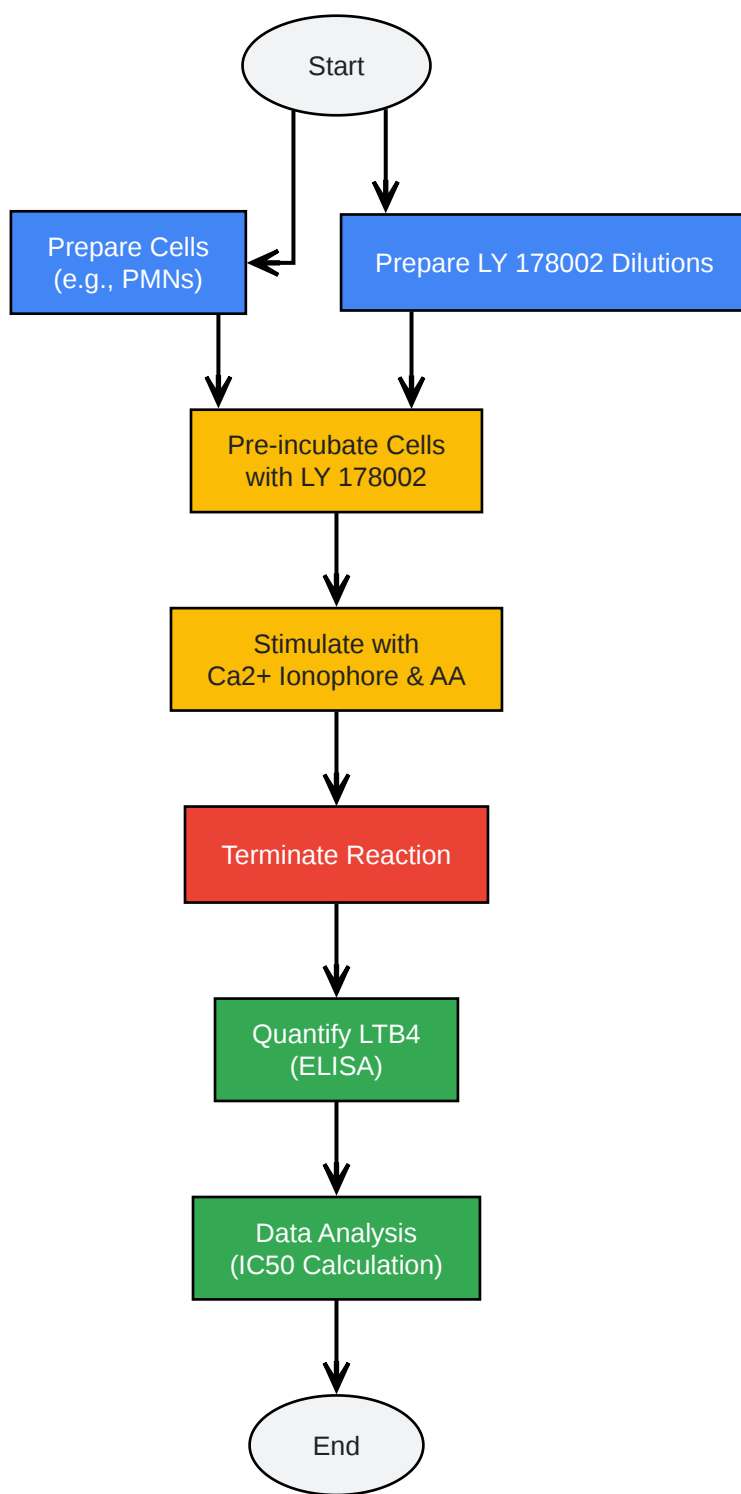 Start
Prepare Cells
(e.g., PMNs)
Prepare LY 178002 Dilutions
Pre-incubate Cells
with LY 178002
Stimulate with
Ca2+ Ionophore & AA
Terminate Reaction
Quantify LTB4
(ELISA)
Data Analysis
(IC50 Calculation)
End